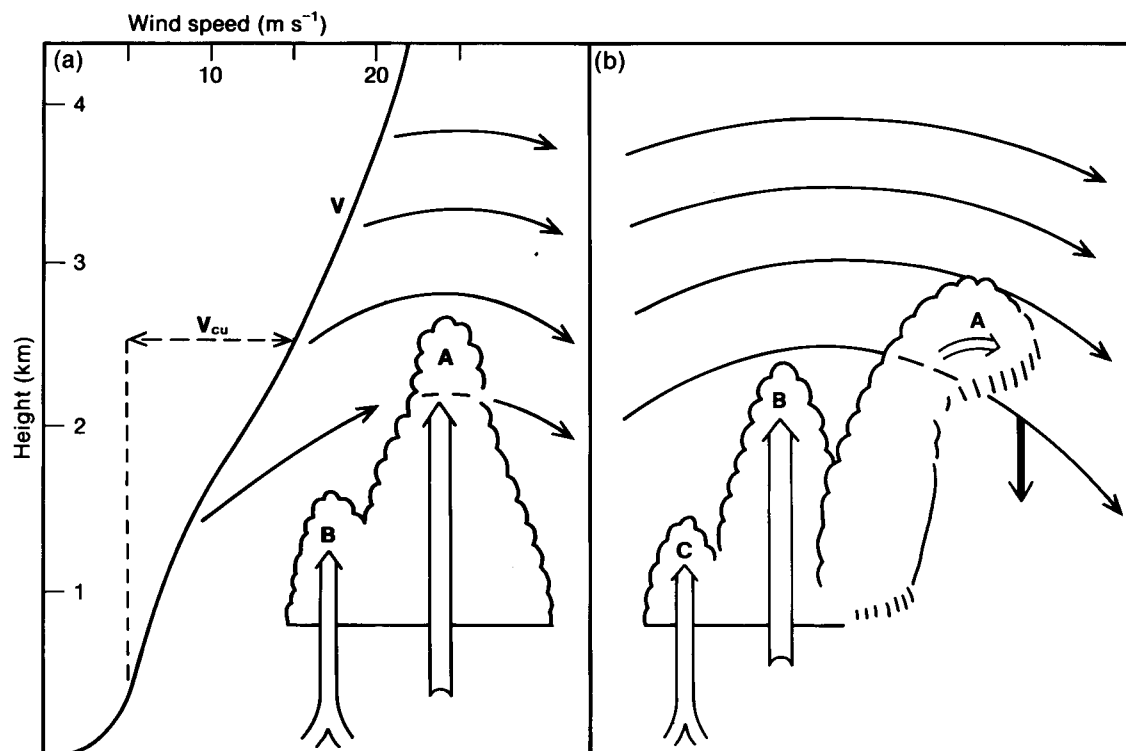 Wind speed (m s⁻¹)
(a)
10
20
(b)
4
3
2
1
Height (km)
V
V_cu
A
B
A
B
C